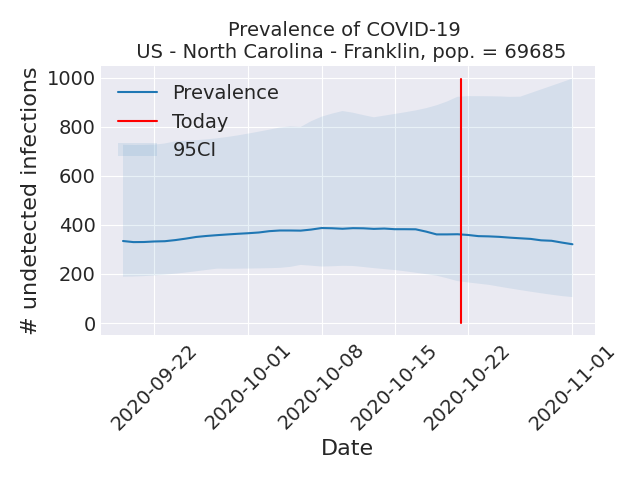 Prevalence of COVID-19
US - North Carolina - Franklin, pop. = 69685
# undetected infections
1000
800
600
400
200
0
Prevalence
Today
95CI
2020-09-22
2020-10-01
2020-10-08
2020-10-15
2020-10-22
2020-11-01
Date